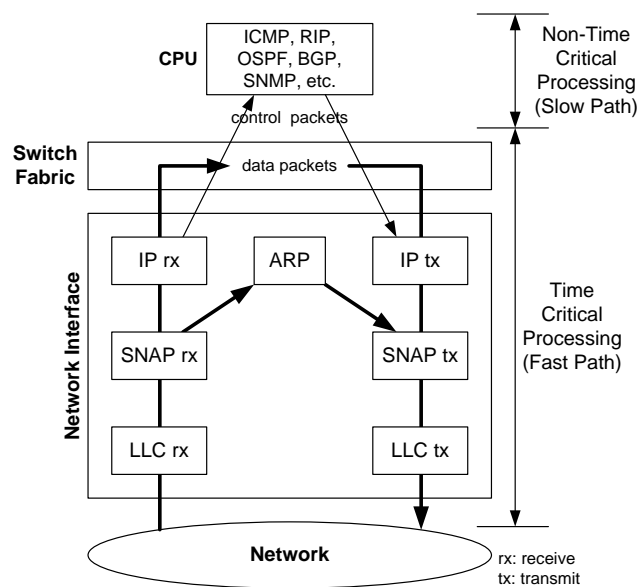 CPU
ICMP, RIP,
OSPF, BGP,
SNMP, etc.
Non-Time
Critical
Processing
(Slow Path)
control packets
Switch
Fabric
data packets
Network Interface
IP rx
ARP
IP tx
SNAP rx
SNAP tx
LLC rx
LLC tx
Time
Critical
Processing
(Fast Path)
Network
rx: receive
tx: transmit